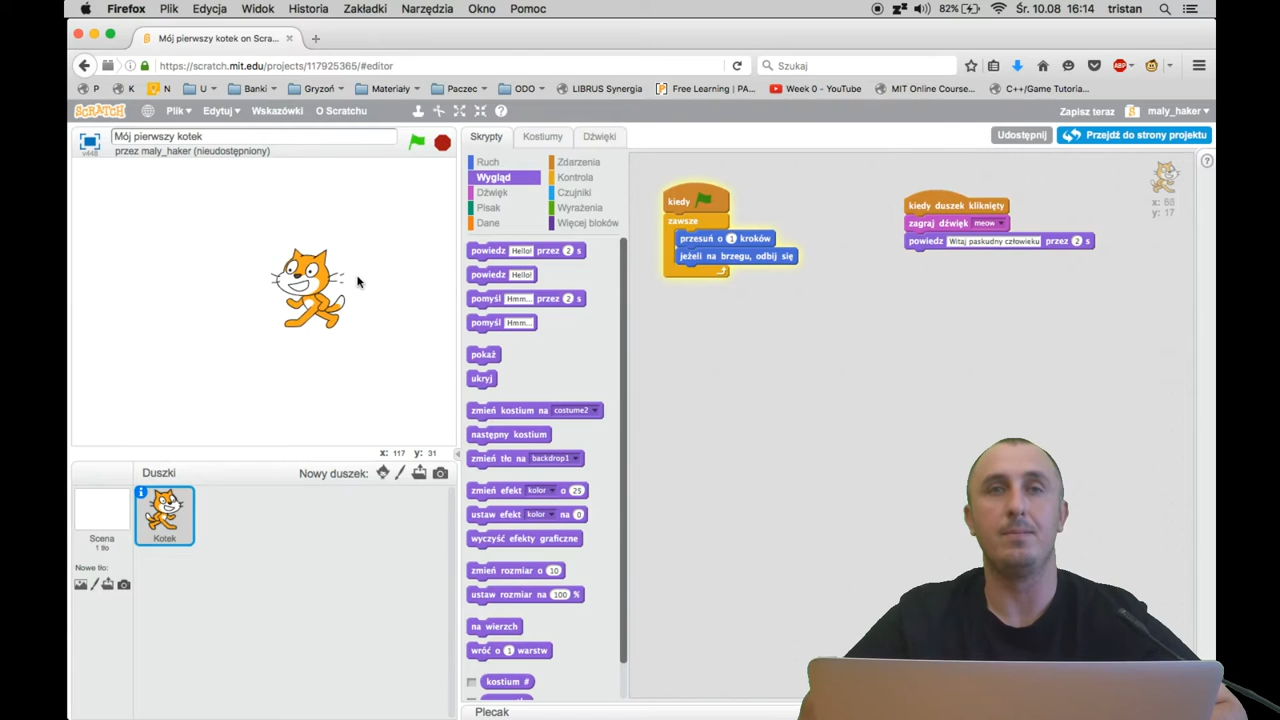 Firefox Plik Edycja Widok Historia Zakładki Narzędzia Okno Pomoc 82% Śr. 10.08 16:14 tristan
Mój pierwszy kotek on Scra... × +
https://scratch.mit.edu/projects/117925365/#editor Szukaj ABP
P K N U Banki Gryzoń Materiały Paczec ODO LIBRUS Synergia Free Learning | PA... Week 0 - YouTube MIT Online Course... C++/Game Tutoria...
SCRATCH Plik Edytuj Wskazówki O Scratchu Zapisz teraz maly_haker
Mój pierwszy kotek
v448 przez maly_haker (nieudostępniony)
Skrypty Kostiumy Dźwięki
Udostępnij Przejdź do strony projektu
Ruch Zdarzenia
Wygląd Kontrola
Dźwięk Czujniki
Pisak Wyrażenia
Dane Więcej bloków
powiedz Hello! przez 2 s
powiedz Hello!
pomyśl Hmm... przez 2 s
pomyśl Hmm...
pokaż
ukryj
zmień kostium na costume2
następny kostium
zmień tło na backdrop1
zmień efekt kolor o 25
ustaw efekt kolor na 0
wyczyść efekty graficzne
zmień rozmiar o 10
ustaw rozmiar na 100 %
na wierzch
wróć o 1 warstw
kostium #
kiedy
zawsze
przesuń o 1 kroków
jeżeli na brzegu, odbij się
kiedy duszek kliknięty
zagraj dźwięk meow
powiedz Witaj paskudny człowieku przez 2 s
y: 17
x: 117 y: 31
Duszki Nowy duszek:
Scena
1 tło
Nowe tło:
Kotek
Plecak